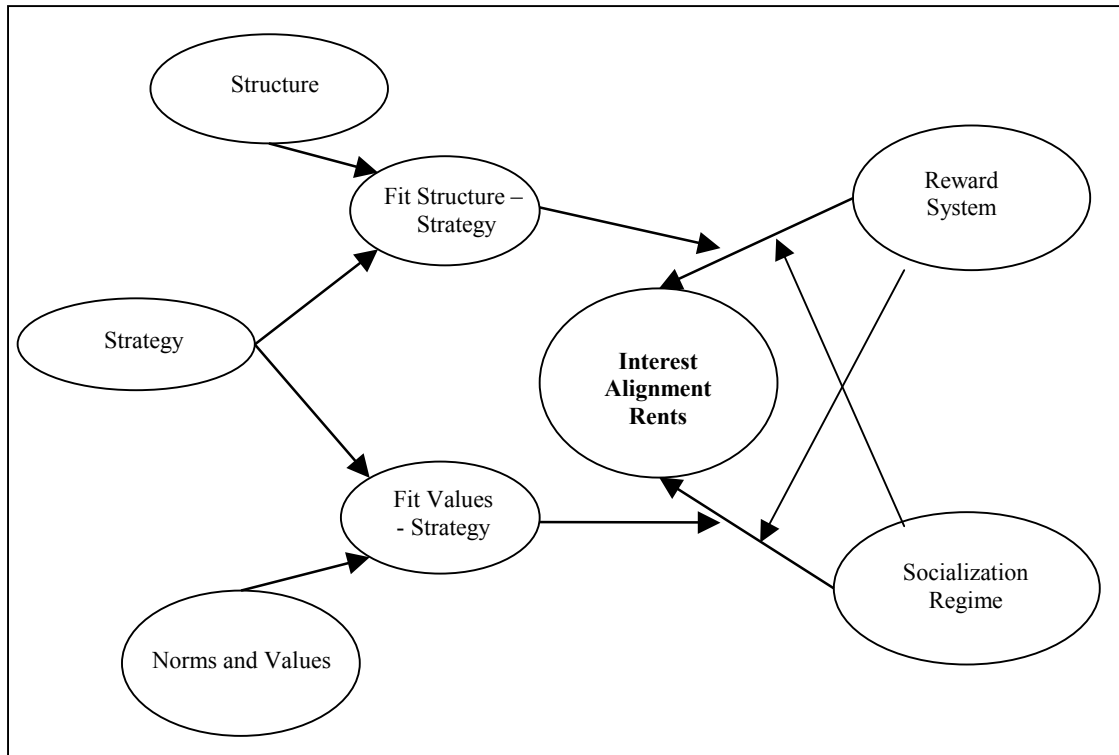 Structure
Fit Structure –
Strategy
Reward
System
Strategy
Interest
Alignment
Rents
Fit Values
- Strategy
Socialization
Regime
Norms and Values